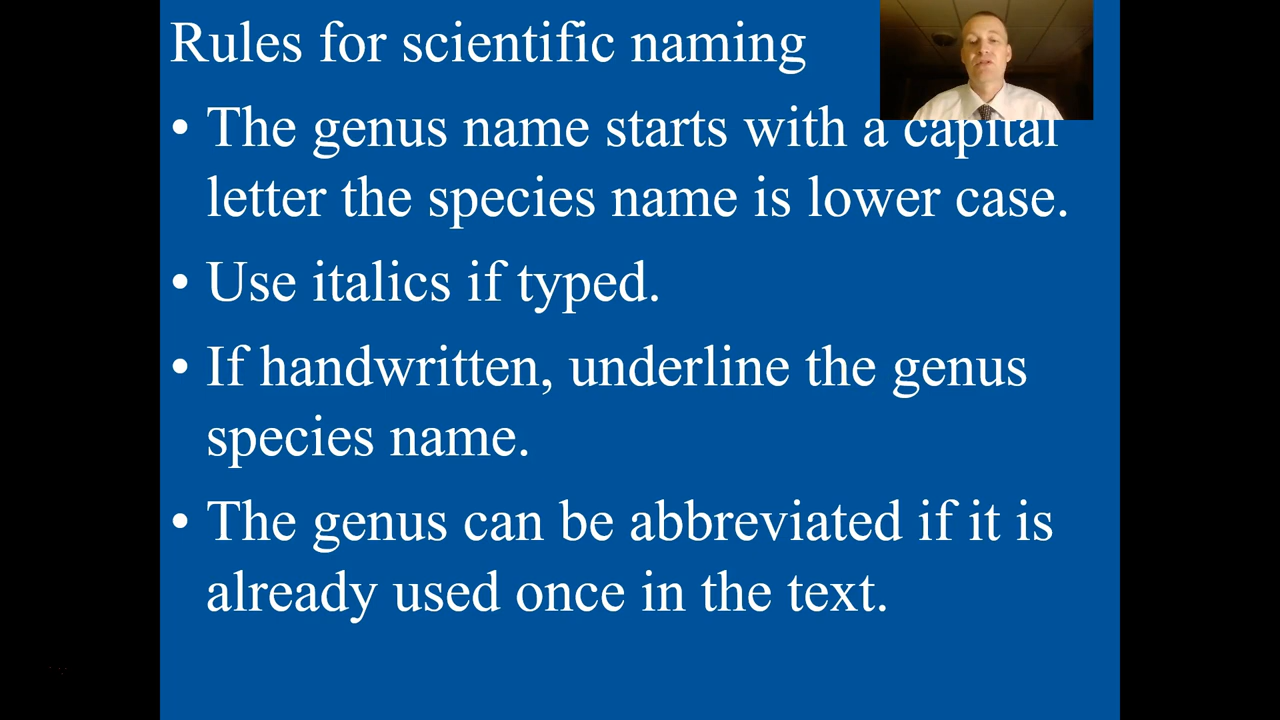 Rules for scientific naming
• The genus name starts with a capital
letter the species name is lower case.
• Use italics if typed.
• If handwritten, underline the genus
species name.
• The genus can be abbreviated if it is
already used once in the text.